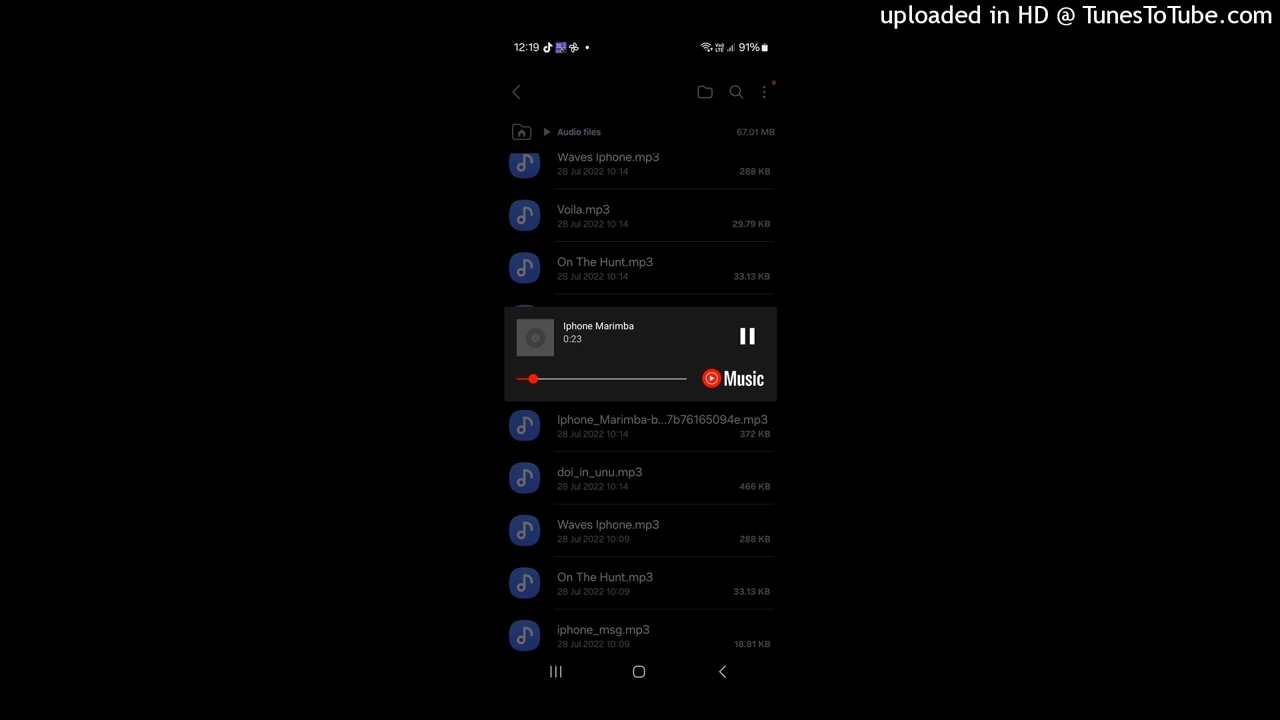 uploaded in HD @ TunesToTube.com
12:19
91%
Audio files
67.01 MB
Waves Iphone.mp3
28 Jul 2022 10:14
288 KB
Voila.mp3
28 Jul 2022 10:14
29.79 KB
On The Hunt.mp3
28 Jul 2022 10:14
33.13 KB
Iphone Marimba
0:23
Music
Iphone_Marimba-b...7b76165094e.mp3
28 Jul 2022 10:14
372 KB
doi_in_unu.mp3
28 Jul 2022 10:14
466 KB
Waves Iphone.mp3
28 Jul 2022 10:09
288 KB
On The Hunt.mp3
28 Jul 2022 10:09
33.13 KB
iphone_msg.mp3
28 Jul 2022 10:09
18.81 KB